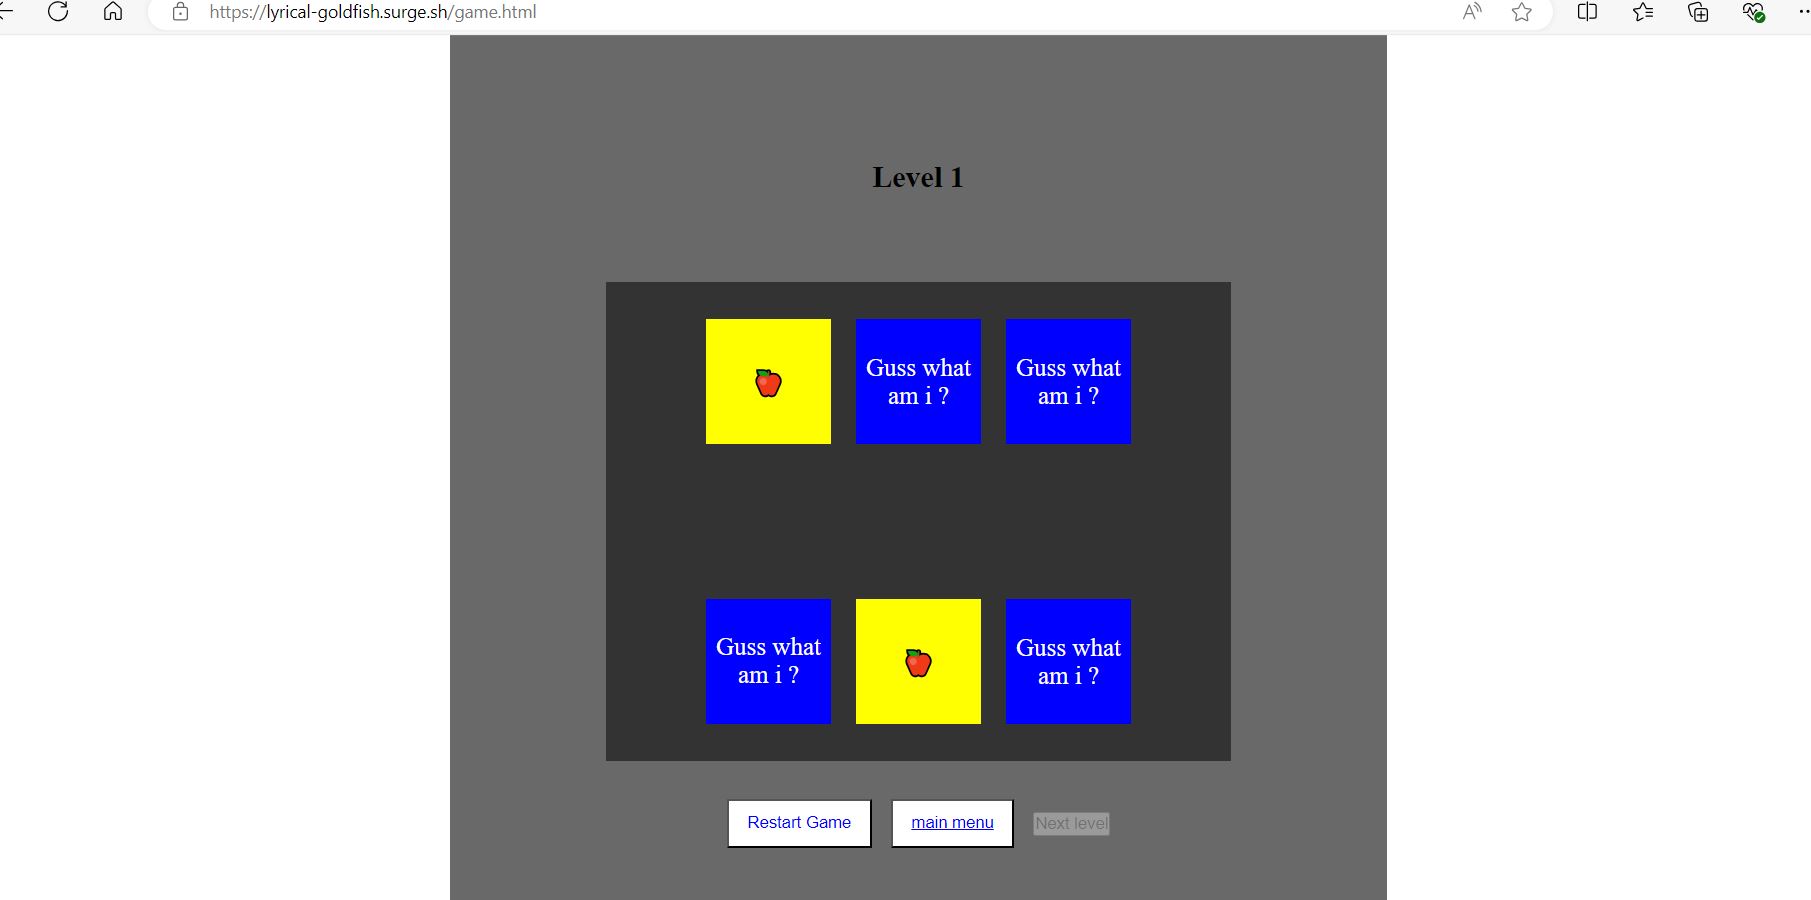 https://lyrical-goldfish.surge.sh/game.html
Level 1
Guss what
am i ?
Guss what
am i ?
Guss what
am i ?
Guss what
am i ?
Restart Game
main menu
Next level